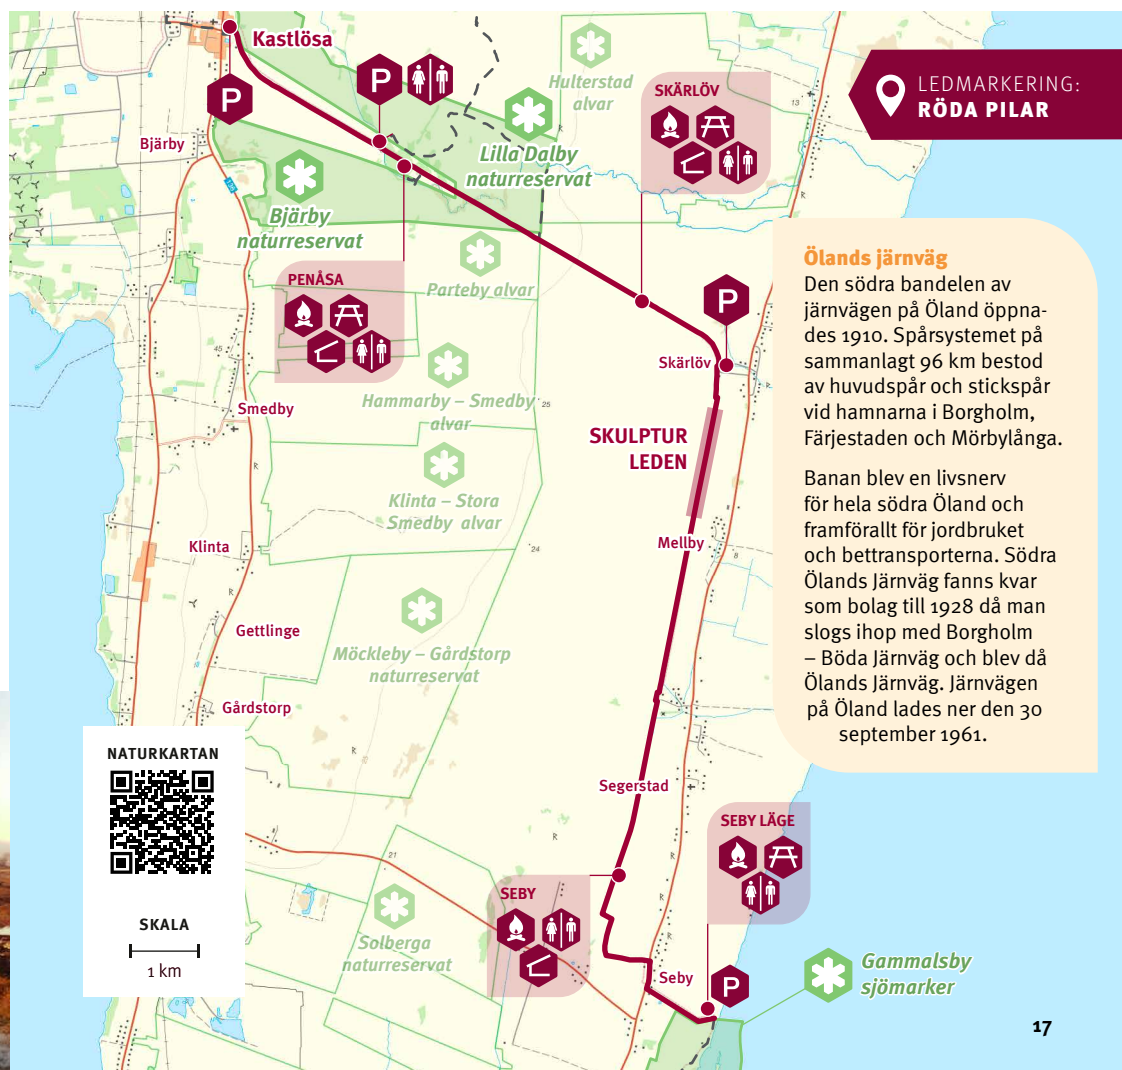 Kastlösa
P
P
Hulterstad
alvar
SKÄRLÖV
LEDMARKERING:
RÖDA PILAR
13
Bjärby
Lilla Dalby
naturreservat
Bjärby
naturreservat
Ölands järnväg
Den södra bandelen av
järnvägen på Öland öppna-
des 1910. Spårsystemet på
sammanlagt 96 km bestod
av huvudspår och stickspår
vid hamnarna i Borgholm,
Färjestaden och Mörbylånga.
Banan blev en livsnerv
för hela södra Öland och
framförallt för jordbruket
och bettransporterna. Södra
Ölands Järnväg fanns kvar
som bolag till 1928 då man
slogs ihop med Borgholm
– Böda Järnväg och blev då
Ölands Järnväg. Järnvägen
på Öland lades ner den 30
september 1961.
Parteby alvar
PENÅSA
P
45
Skärlöv
Hammarby – Smedby
alvar
25
Smedby
SKULPTUR
LEDEN
Klinta – Stora
Smedby alvar
Klinta
24
Mellby
8
Gettlinge
Möckleby – Gårdstorp
naturreservat
Gårdstorp
NATURKARTAN
Segerstad
SEBY LÄGE
21
SEBY
SKALA
1 km
Solberga
naturreservat
Seby
P
Gammalsby
sjömarker
17